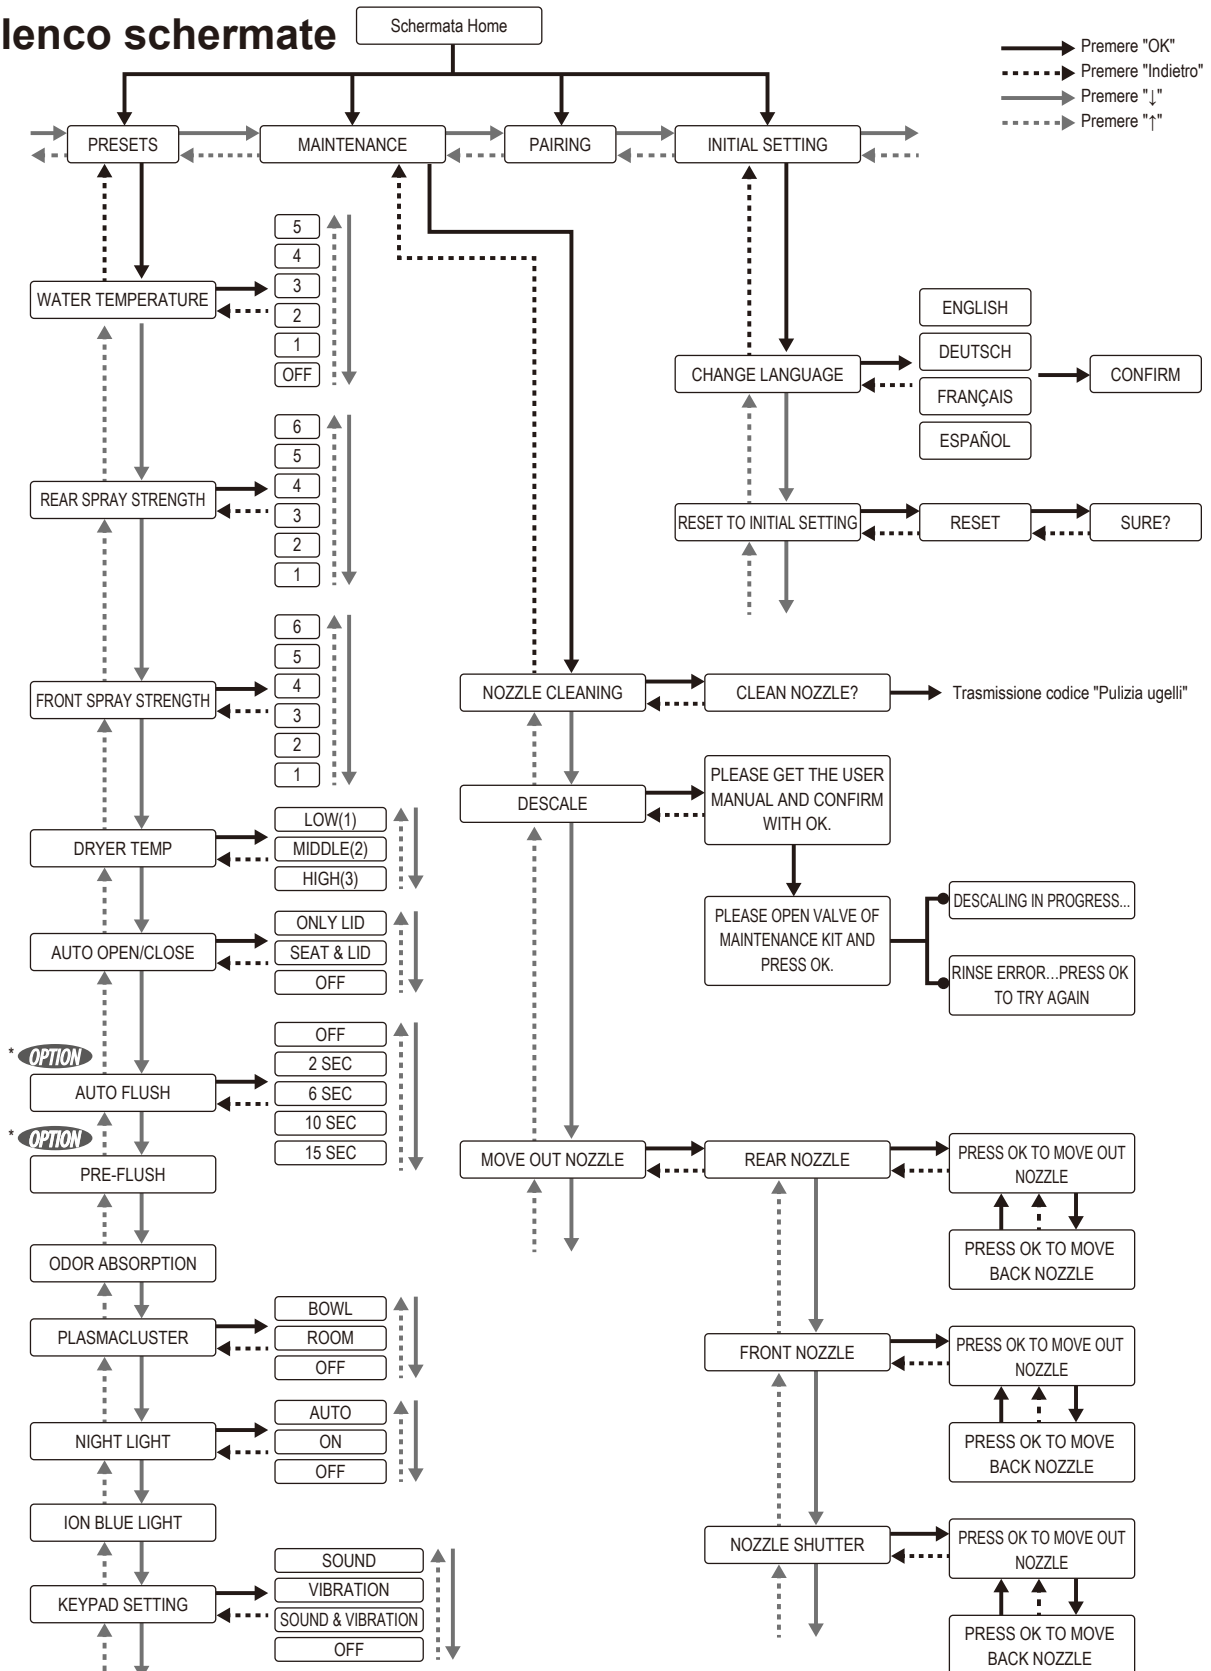 lenco schermate
Schermata Home
Premere "OK"
Premere "Indietro"
Premere "↓"
Premere "↑"
PRESETS
MAINTENANCE
PAIRING
INITIAL SETTING
WATER TEMPERATURE
5
4
3
2
1
OFF
REAR SPRAY STRENGTH
6
5
4
3
2
1
FRONT SPRAY STRENGTH
6
5
4
3
2
1
DRYER TEMP
LOW(1)
MIDDLE(2)
HIGH(3)
AUTO OPEN/CLOSE
ONLY LID
SEAT & LID
OFF
* OPTION
AUTO FLUSH
OFF
2 SEC
6 SEC
10 SEC
15 SEC
* OPTION
PRE-FLUSH
ODOR ABSORPTION
PLASMACLUSTER
BOWL
ROOM
OFF
NIGHT LIGHT
AUTO
ON
OFF
ION BLUE LIGHT
KEYPAD SETTING
SOUND
VIBRATION
SOUND & VIBRATION
OFF
NOZZLE CLEANING
CLEAN NOZZLE?
Trasmissione codice "Pulizia ugelli"
DESCALE
PLEASE GET THE USER
MANUAL AND CONFIRM
WITH OK.
PLEASE OPEN VALVE OF
MAINTENANCE KIT AND
PRESS OK.
DESCALING IN PROGRESS...
RINSE ERROR...PRESS OK
TO TRY AGAIN
MOVE OUT NOZZLE
REAR NOZZLE
PRESS OK TO MOVE OUT
NOZZLE
PRESS OK TO MOVE
BACK NOZZLE
FRONT NOZZLE
PRESS OK TO MOVE OUT
NOZZLE
PRESS OK TO MOVE
BACK NOZZLE
NOZZLE SHUTTER
PRESS OK TO MOVE OUT
NOZZLE
PRESS OK TO MOVE
BACK NOZZLE
CHANGE LANGUAGE
ENGLISH
DEUTSCH
FRANÇAIS
ESPAÑOL
CONFIRM
RESET TO INITIAL SETTING
RESET
SURE?